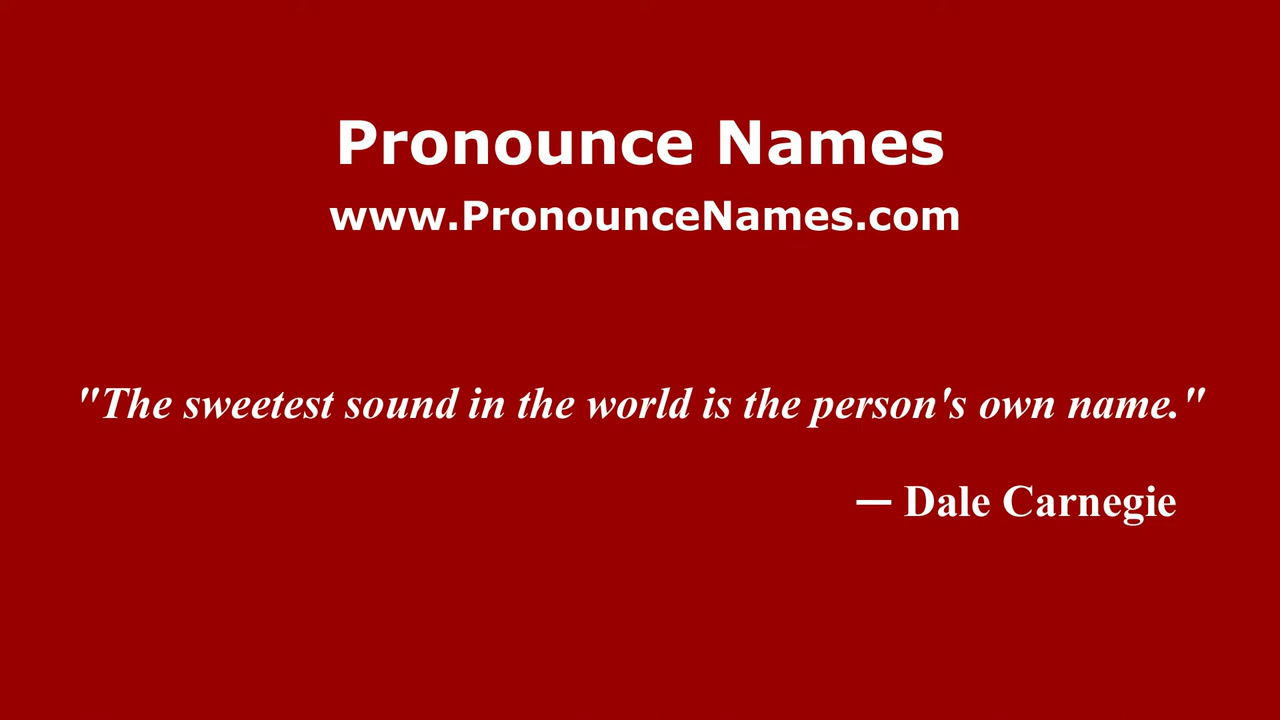 Pronounce Names
www.PronounceNames.com
"The sweetest sound in the world is the person's own name."
— Dale Carnegie